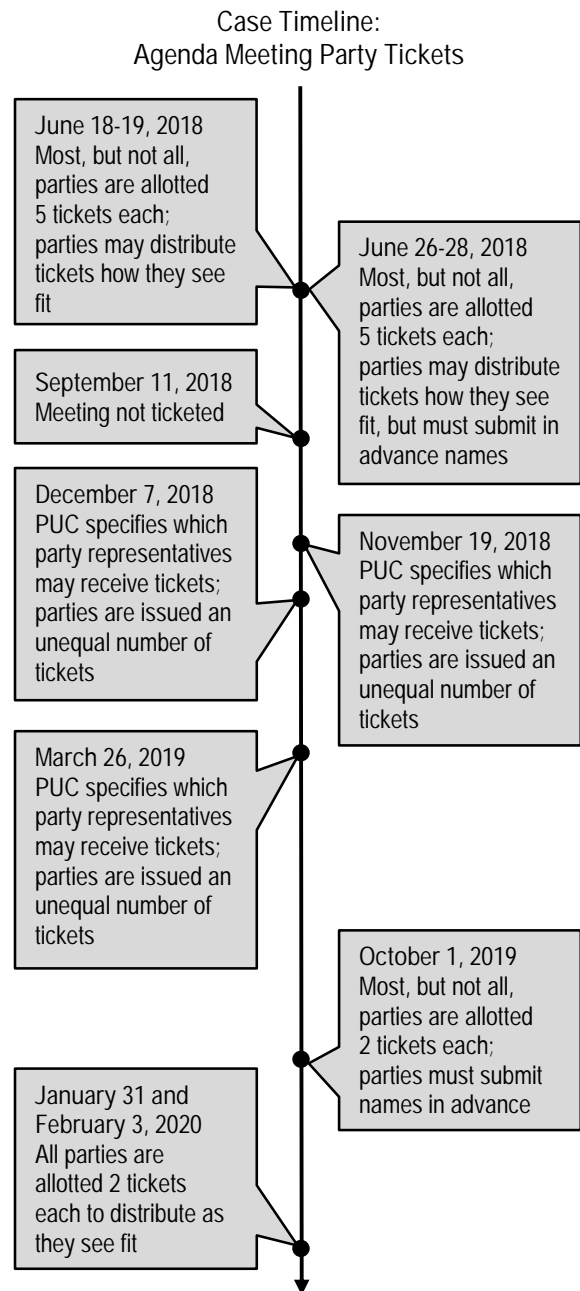 Case Timeline:
Agenda Meeting Party Tickets
June 18-19, 2018
Most, but not all,
parties are allotted
5 tickets each;
parties may distribute
tickets how they see
fit
June 26-28, 2018
Most, but not all,
parties are allotted
5 tickets each;
parties may distribute
tickets how they see
fit, but must submit in
advance names
September 11, 2018
Meeting not ticketed
November 19, 2018
PUC specifies which
party representatives
may receive tickets;
parties are issued an
unequal number of
tickets
December 7, 2018
PUC specifies which
party representatives
may receive tickets;
parties are issued an
unequal number of
tickets
March 26, 2019
PUC specifies which
party representatives
may receive tickets;
parties are issued an
unequal number of
tickets
October 1, 2019
Most, but not all,
parties are allotted
2 tickets each;
parties must submit
names in advance
January 31 and
February 3, 2020
All parties are
allotted 2 tickets
each to distribute as
they see fit